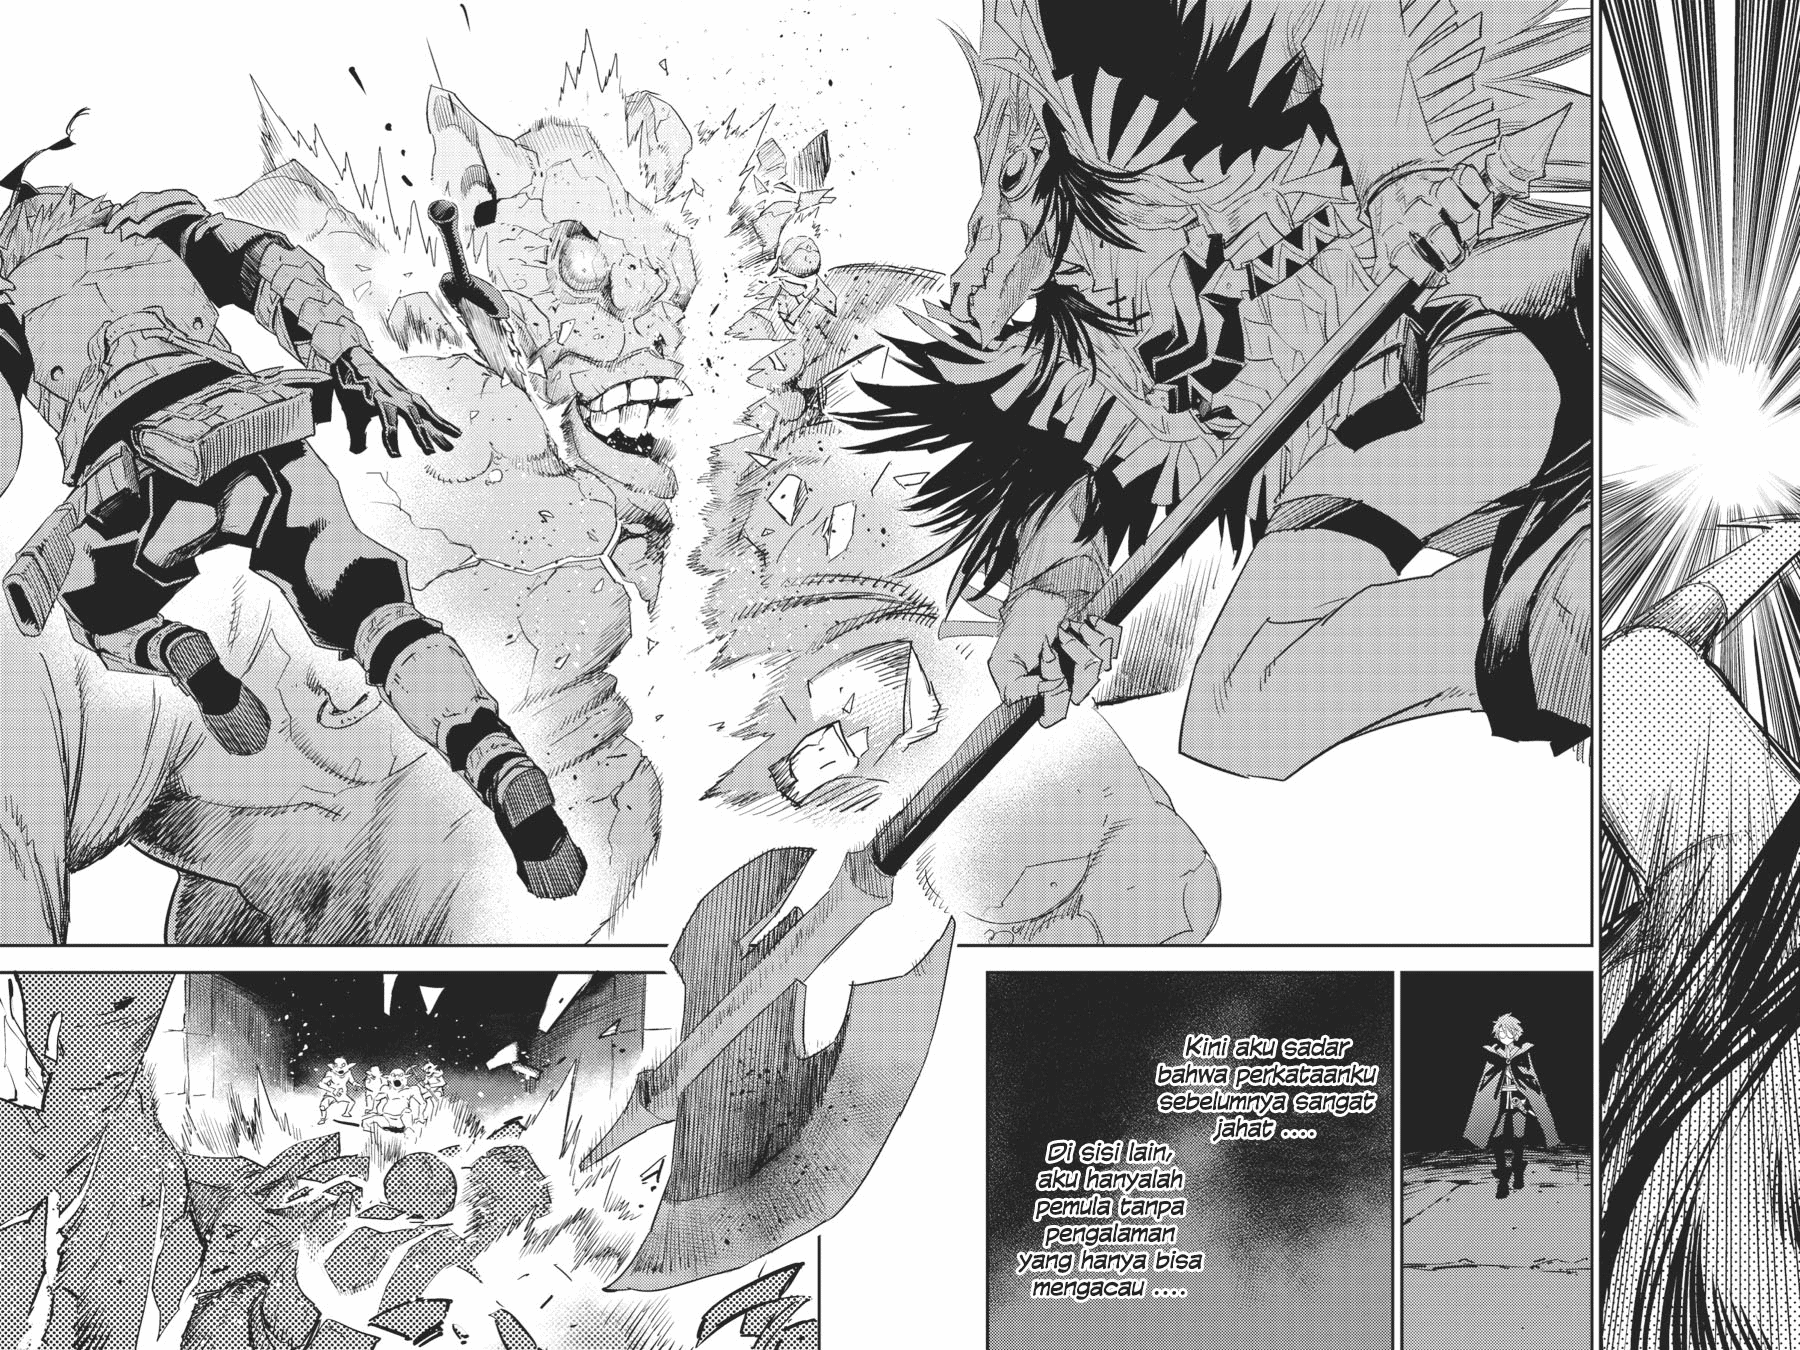 Kini aku sadar
bahwa perkataanku
sebelumnya sangat
jahat ....
Di sisi lain,
aku hanyalah
pemula tanpa
pengalaman
yang hanya bisa
mengacau ....